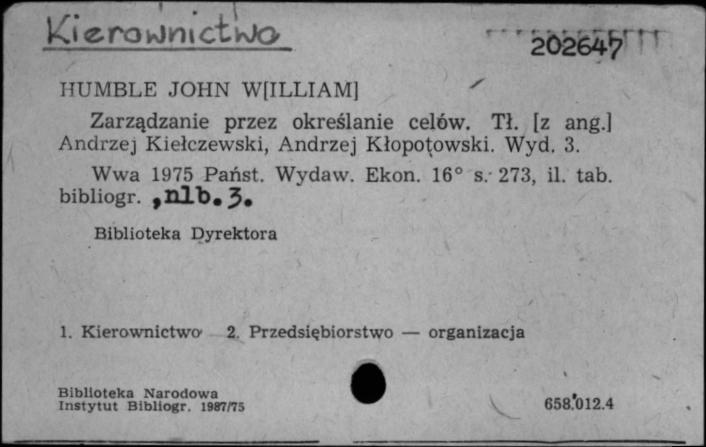 Kierownictwo
202647
HUMBLE JOHN W[ILLIAM]
Zarządzanie przez określanie celów. Tł. [z ang.]
Andrzej Kiełczewski, Andrzej Kłopotowski. Wyd. 3.
Wwa 1975 Państ. Wydaw. Ekon. 16° s. 273, il. tab.
bibliogr. , nlb. 3.
Biblioteka Dyrektora
1. Kierownictwo 2. Przedsiębiorstwo — organizacja
Biblioteka Narodowa
Instytut Bibliogr. 1987/75
658.012.4